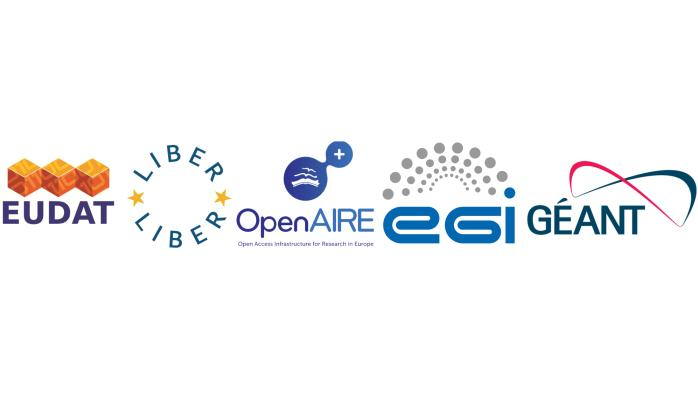 EUDAT
LIBER
LIBER
OpenAIRE
Open Access Infrastructure for Research in Europe
eGi
GÉANT